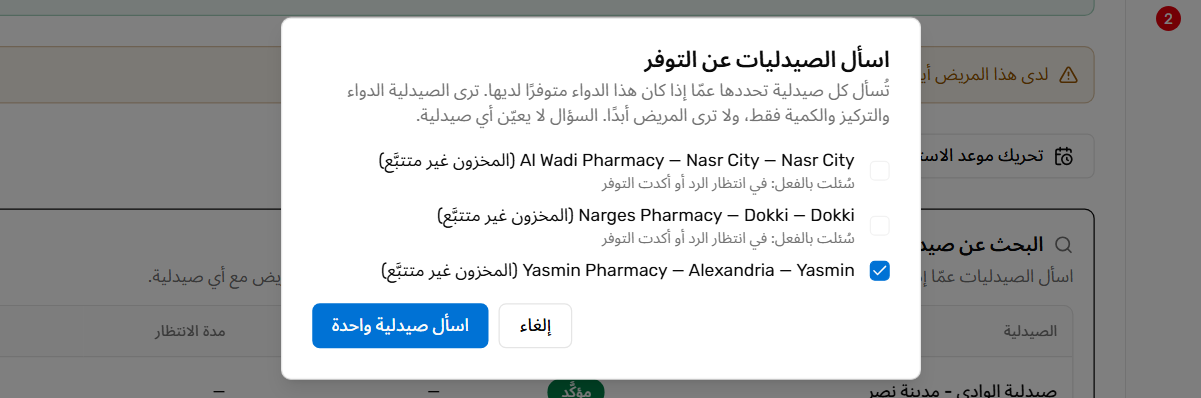 2
لدى هذا المريض
تحريك موعد
اسأل الصيدليات عن التوفر
تُسأل كل صيدلية تحددها عمّا إذا كان هذا الدواء متوفرًا لديها. ترى الصيدلية الدواء
والتركيز والكمية فقط، ولا ترى المريض أبدًا. السؤال لا يعيّن أي صيدلية.
Al Wadi Pharmacy — Nasr City — Nasr City (المخزون غير متتبَّع)
سُئلت بالفعل: في انتظار الرد أو أكدت التوفر
Narges Pharmacy — Dokki — Dokki (المخزون غير متتبَّع)
سُئلت بالفعل: في انتظار الرد أو أكدت التوفر
Yasmin Pharmacy — Alexandria — Yasmin (المخزون غير متتبَّع)
إلغاء
اسأل صيدلية واحدة
البحث عن
اسأل الصيدليات عمّا
مع أي صيدلية.
الصيدلية
مدة الانتظار
صيدلية الوادي - مدينة نصر
مؤكَّد
—
—